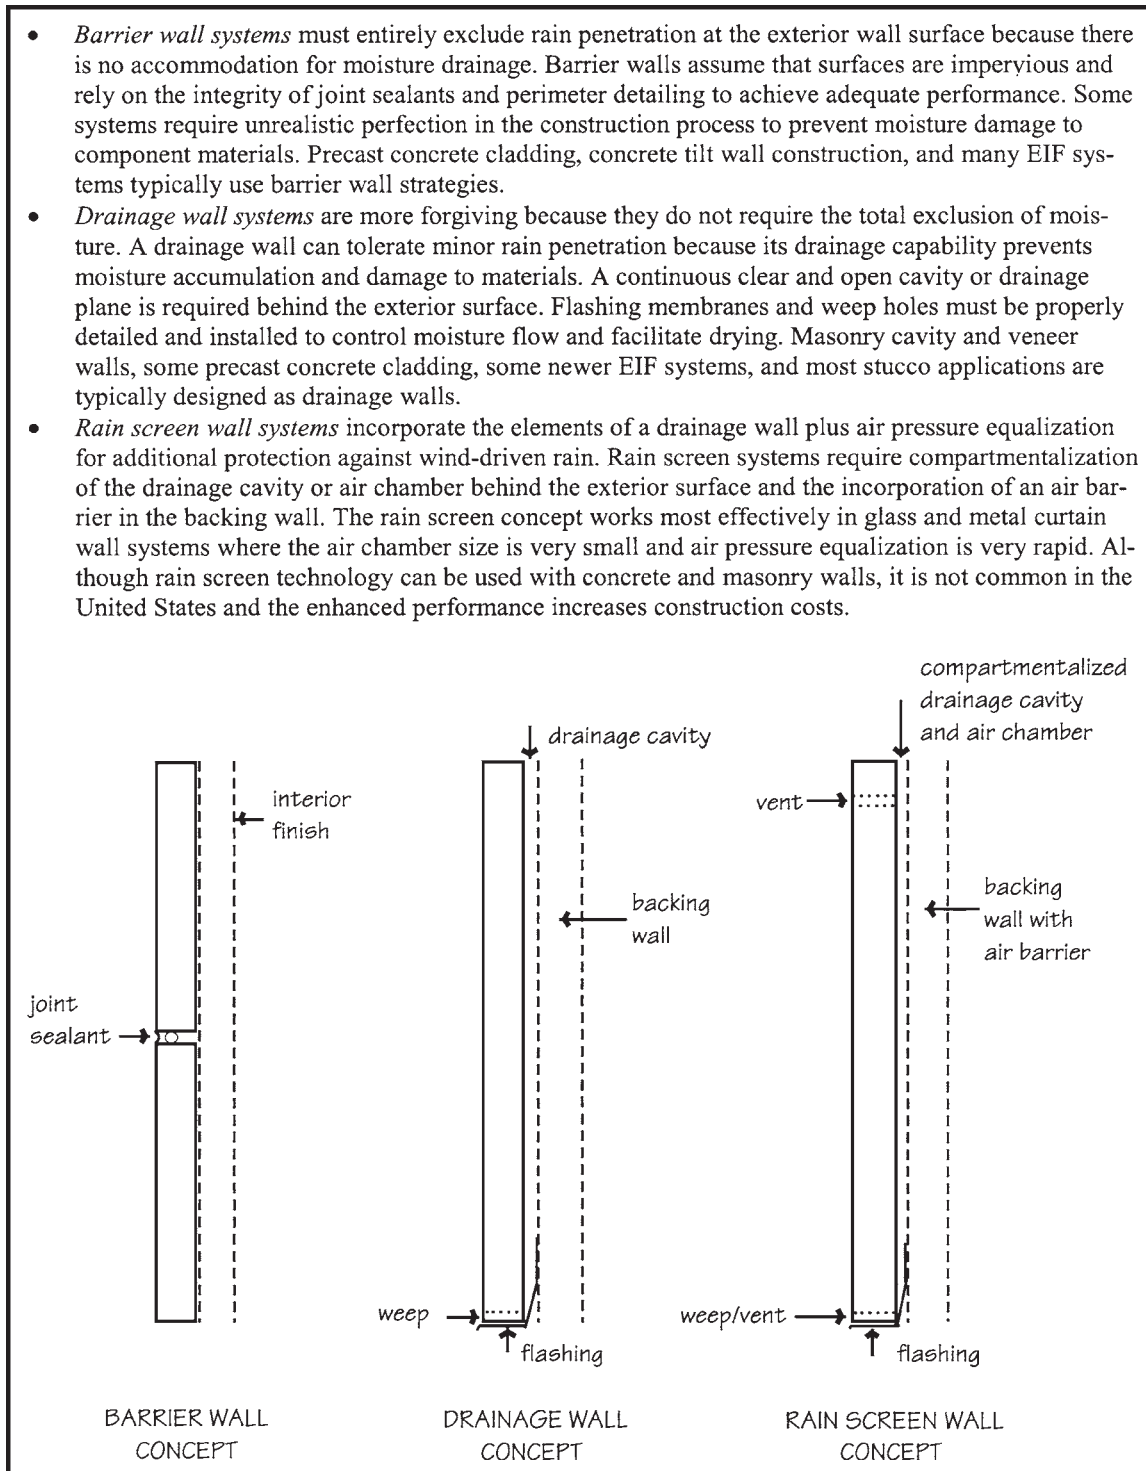 • Barrier wall systems must entirely exclude rain penetration at the exterior wall surface because there
is no accommodation for moisture drainage. Barrier walls assume that surfaces are impervious and
rely on the integrity of joint sealants and perimeter detailing to achieve adequate performance. Some
systems require unrealistic perfection in the construction process to prevent moisture damage to
component materials. Precast concrete cladding, concrete tilt wall construction, and many EIF sys-
tems typically use barrier wall strategies.
• Drainage wall systems are more forgiving because they do not require the total exclusion of mois-
ture. A drainage wall can tolerate minor rain penetration because its drainage capability prevents
moisture accumulation and damage to materials. A continuous clear and open cavity or drainage
plane is required behind the exterior surface. Flashing membranes and weep holes must be properly
detailed and installed to control moisture flow and facilitate drying. Masonry cavity and veneer
walls, some precast concrete cladding, some newer EIF systems, and most stucco applications are
typically designed as drainage walls.
• Rain screen wall systems incorporate the elements of a drainage wall plus air pressure equalization
for additional protection against wind-driven rain. Rain screen systems require compartmentalization
of the drainage cavity or air chamber behind the exterior surface and the incorporation of an air bar-
rier in the backing wall. The rain screen concept works most effectively in glass and metal curtain
wall systems where the air chamber size is very small and air pressure equalization is very rapid. Al-
though rain screen technology can be used with concrete and masonry walls, it is not common in the
United States and the enhanced performance increases construction costs.
interior
finish
joint
sealant
BARRIER WALL
CONCEPT
drainage cavity
backing
wall
weep
flashing
DRAINAGE WALL
CONCEPT
compartmentalized
drainage cavity
and air chamber
vent
backing
wall with
air barrier
weep/vent
flashing
RAIN SCREEN WALL
CONCEPT